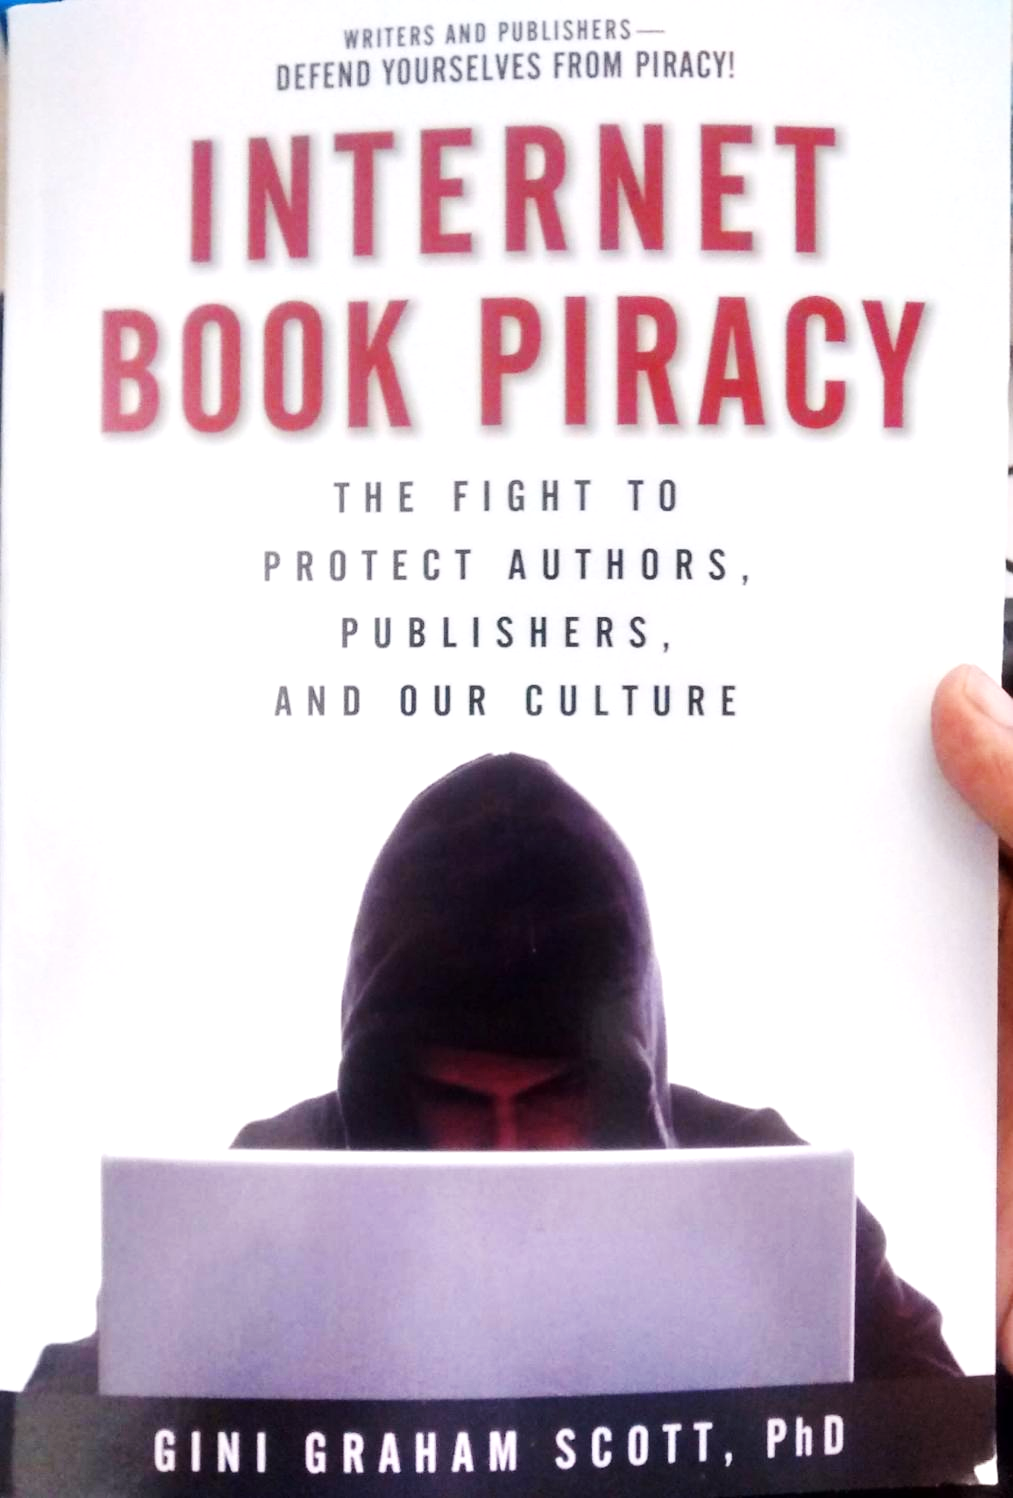 WRITERS AND PUBLISHERS—
DEFEND YOURSELVES FROM PIRACY!
INTERNET
BOOK PIRACY
THE FIGHT TO
PROTECT AUTHORS,
PUBLISHERS,
AND OUR CULTURE
GINI GRAHAM SCOTT, PhD